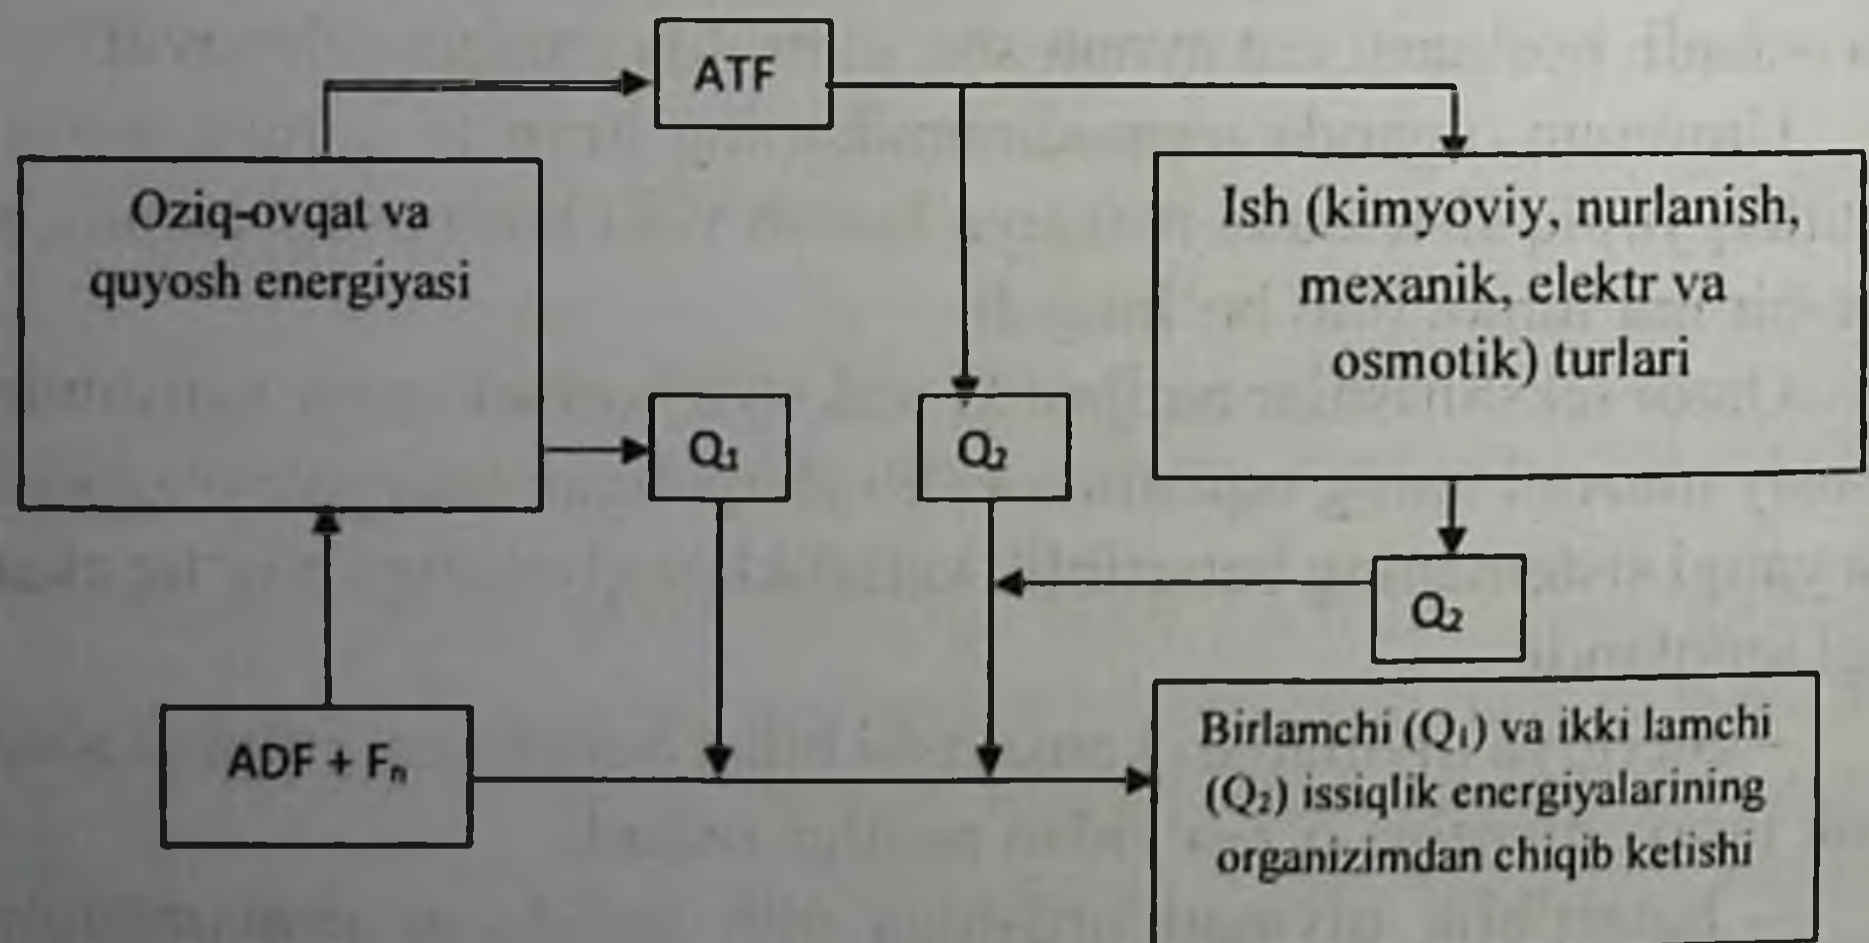 ATF
Oziq-ovqat va
quyosh energiyasi
Ish (kimyoviy, nurlanish,
mexanik, elektr va
osmotik) turlari
Q₁
Q₂
Q₂
ADF + Fₙ
Birlamchi (Q₁) va ikki lamchi
(Q₂) issiqlik energiyalarining
organizimdan chiqib ketishi